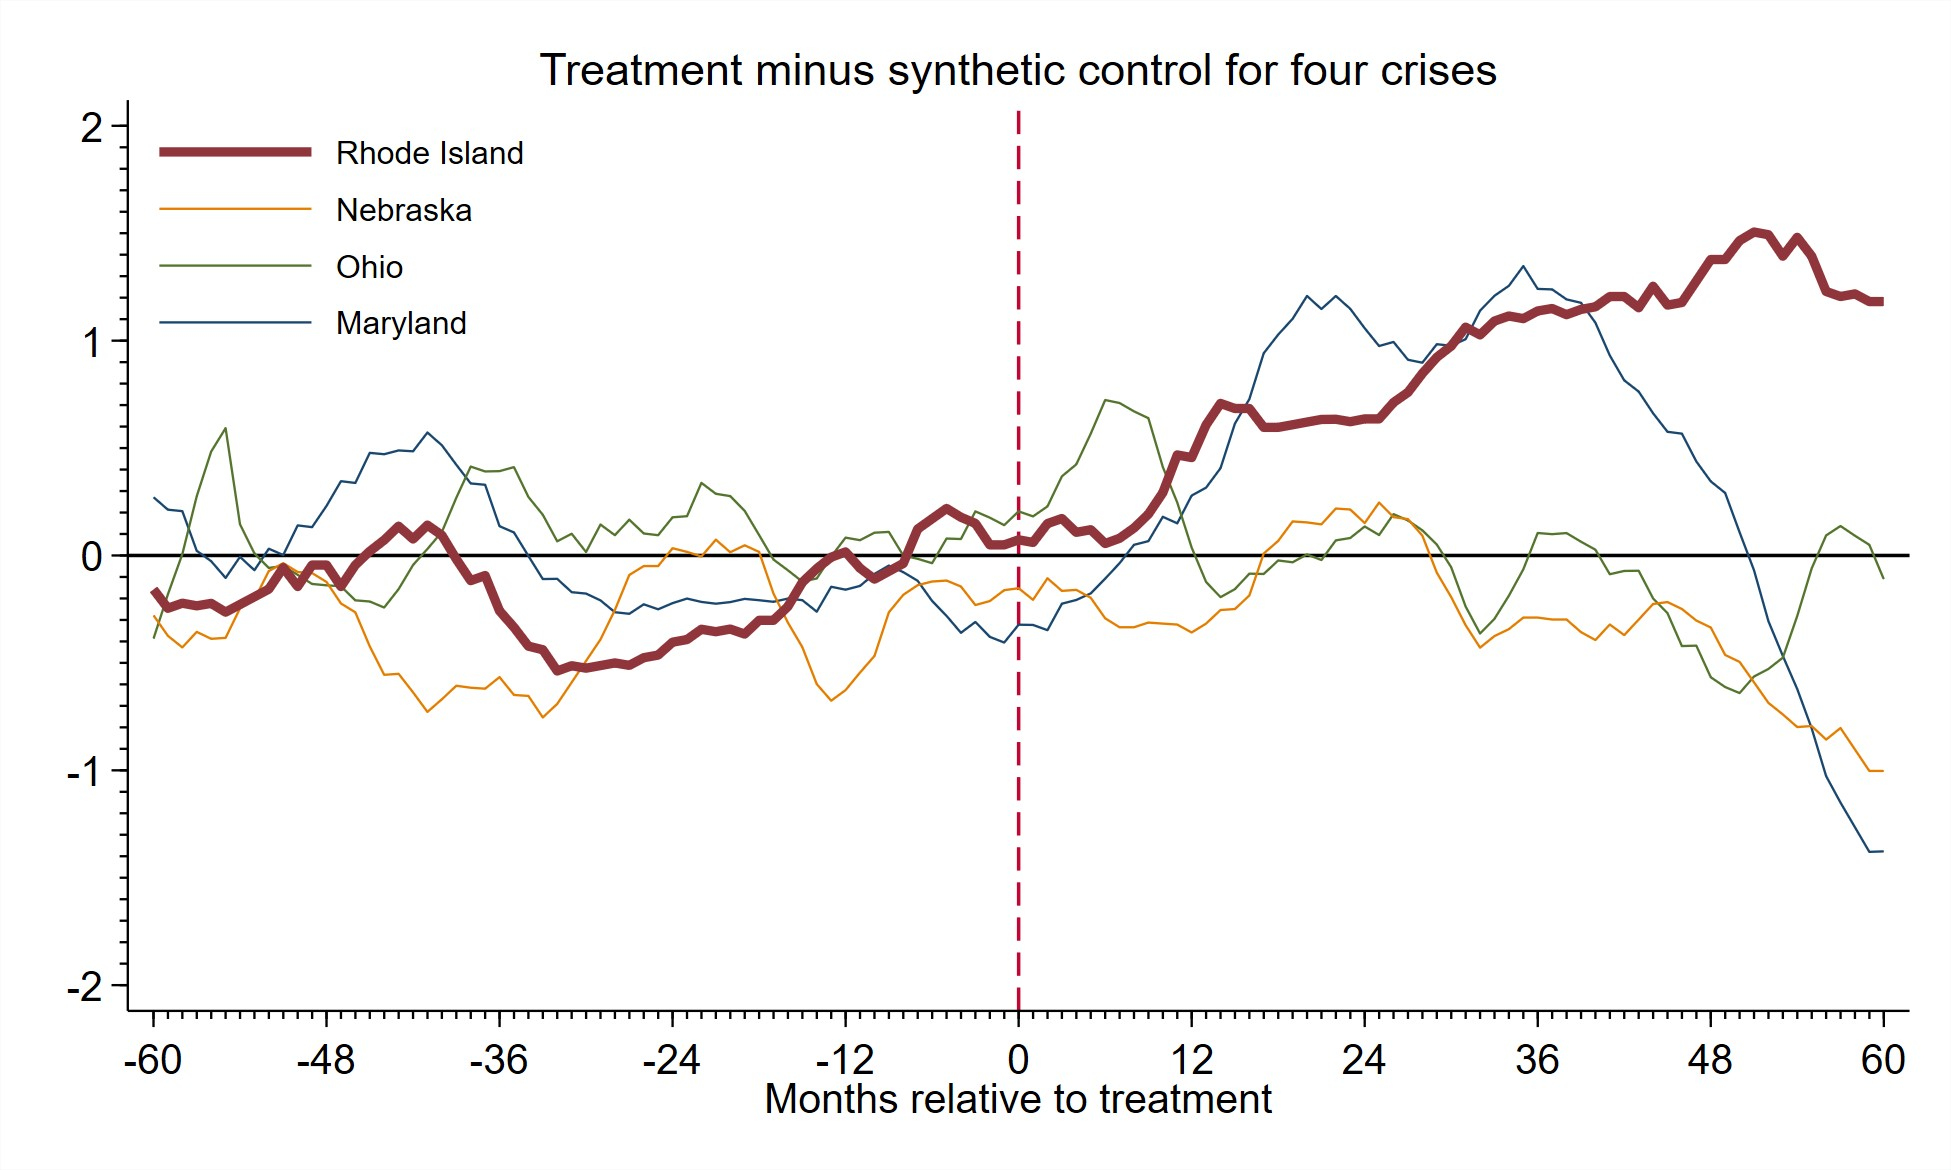 Treatment minus synthetic control for four crises
2
1
0
-1
-2
Rhode Island
Nebraska
Ohio
Maryland
-60 -48 -36 -24 -12 0 12 24 36 48 60
Months relative to treatment